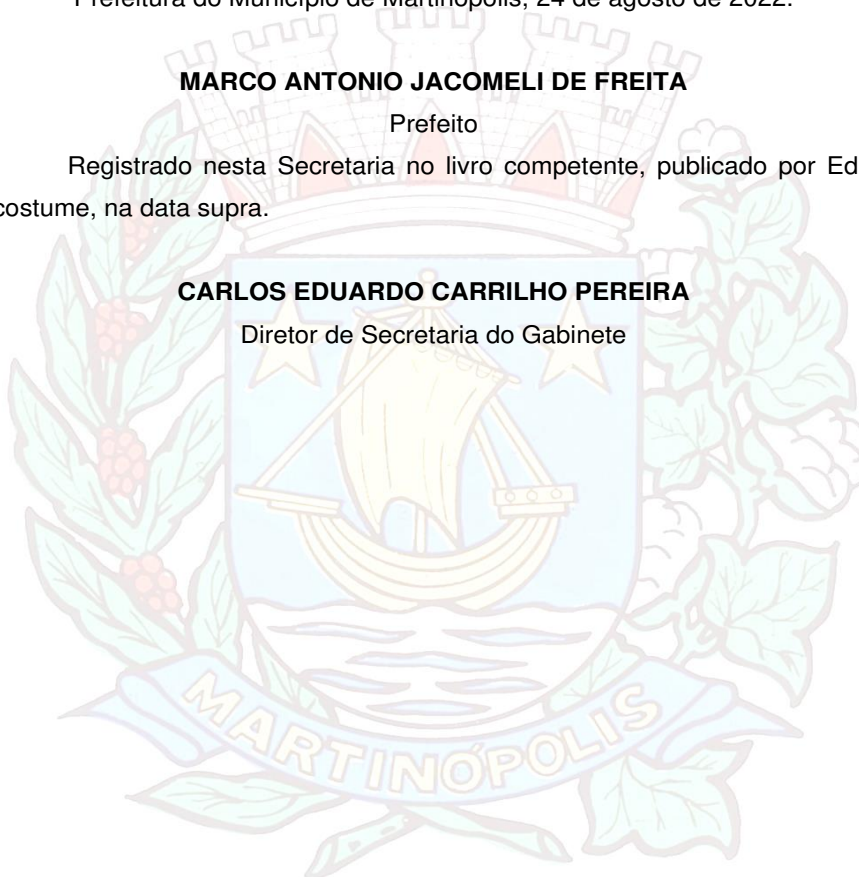 Prefeitura do Município de Martinópolis, 24 de agosto de 2022.
MARCO ANTONIO JACOMELI DE FREITA
Prefeito
Registrado nesta Secretaria no livro competente, publicado por Ed
costume, na data supra.
CARLOS EDUARDO CARRILHO PEREIRA
Diretor de Secretaria do Gabinete
MARTINÓPOLIS